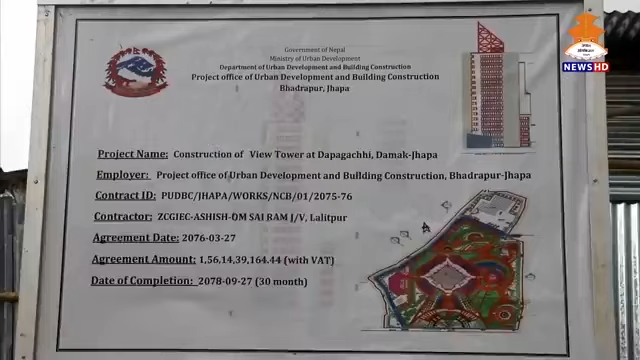 Government of Nepal
Ministry of Urban Development
Department of Urban Development and Building Construction
Project office of Urban Development and Building Construction
Bhadrapur, Jhapa
NEWS HD
Project Name: Construction of View Tower at Dapagachhi, Damak-Jhapa
Employer: Project office of Urban Development and Building Construction, Bhadrapur-Jhapa
Contract ID: PUDBC/JHAPA/WORKS/NCB/01/2075-76
Contractor: ZCGIEC-ASHISH-OM SAI RAM J/V, Lalitpur
Agreement Date: 2076-03-27
Agreement Amount: 1,56,14,39,164.44 (with VAT)
Date of Completion: 2078-09-27 (30 month)